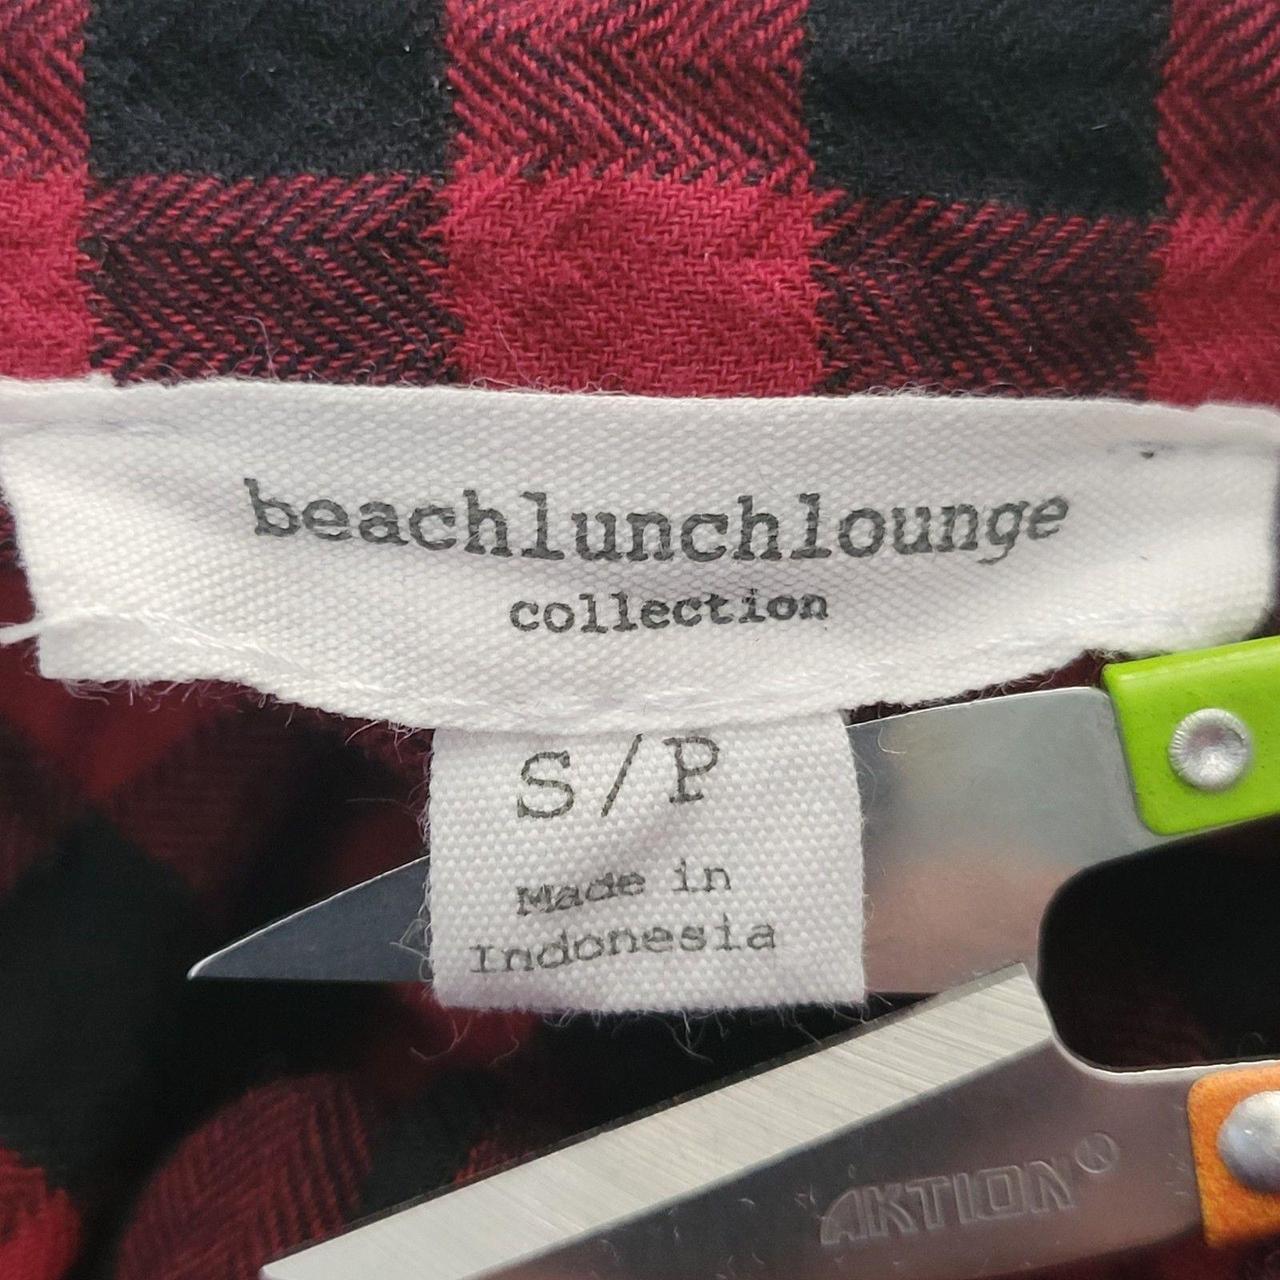 beachlunchlounge
collection
S/P
Made in
Indonesia
AKTION®